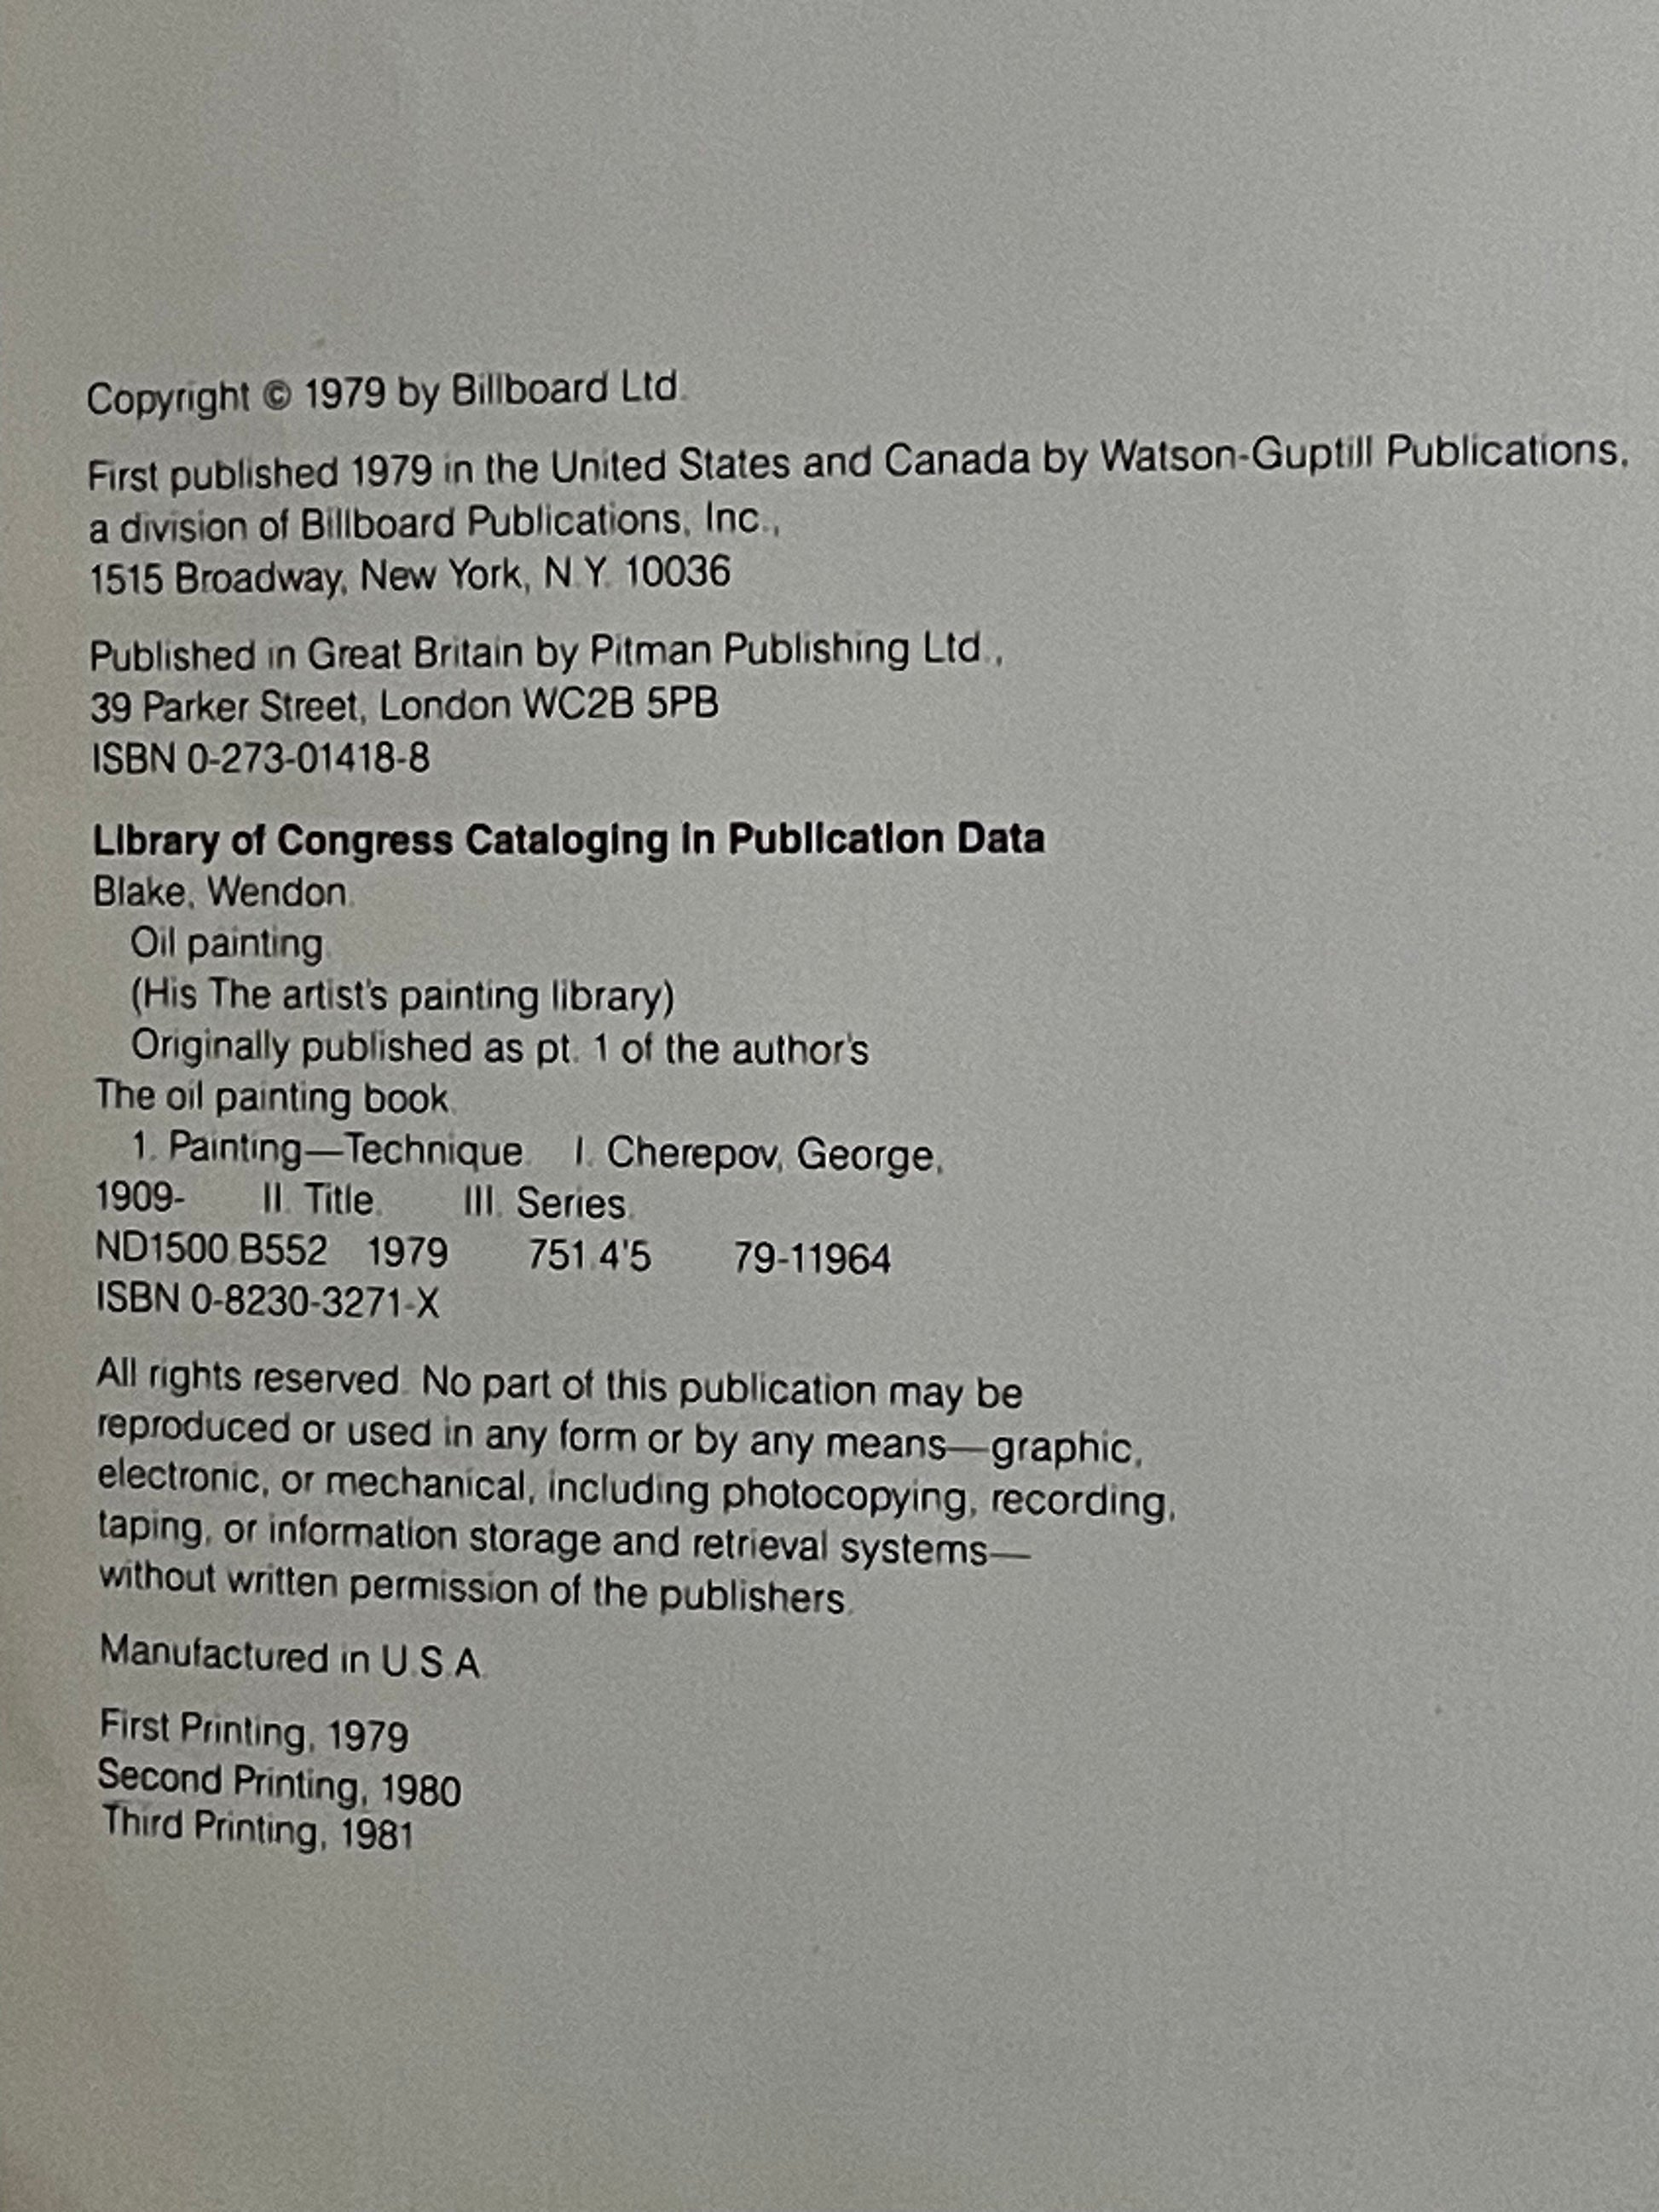 Copyright © 1979 by Billboard Ltd.
First published 1979 in the United States and Canada by Watson-Guptill Publications,
a division of Billboard Publications, Inc.,
1515 Broadway, New York, N.Y. 10036
Published in Great Britain by Pitman Publishing Ltd.,
39 Parker Street, London WC2B 5PB
ISBN 0-273-01418-8
Library of Congress Cataloging in Publication Data
Blake, Wendon.
Oil painting.
(His The artist's painting library)
Originally published as pt. 1 of the author's
The oil painting book.
1. Painting—Technique. I. Cherepov, George,
1909- II. Title. III. Series.
ND1500.B552 1979 751.4'5 79-11964
ISBN 0-8230-3271-X
All rights reserved. No part of this publication may be
reproduced or used in any form or by any means—graphic,
electronic, or mechanical, including photocopying, recording,
taping, or information storage and retrieval systems—
without written permission of the publishers.
Manufactured in U.S.A.
First Printing, 1979
Second Printing, 1980
Third Printing, 1981